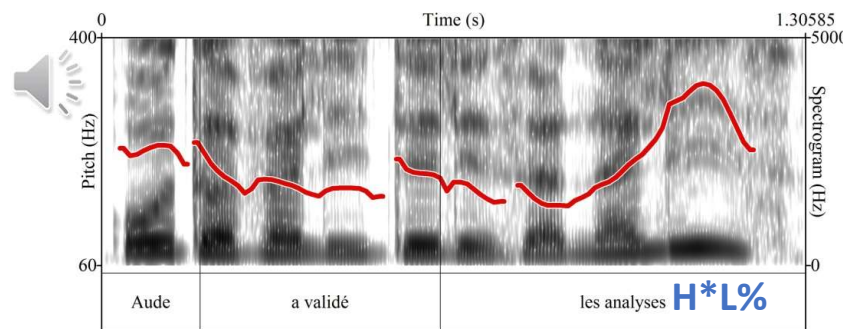 0 Time (s) 1.30585
400 5000
Pitch (Hz)
Spectrogram (Hz)
60 0
Aude a validé les analyses H*L%